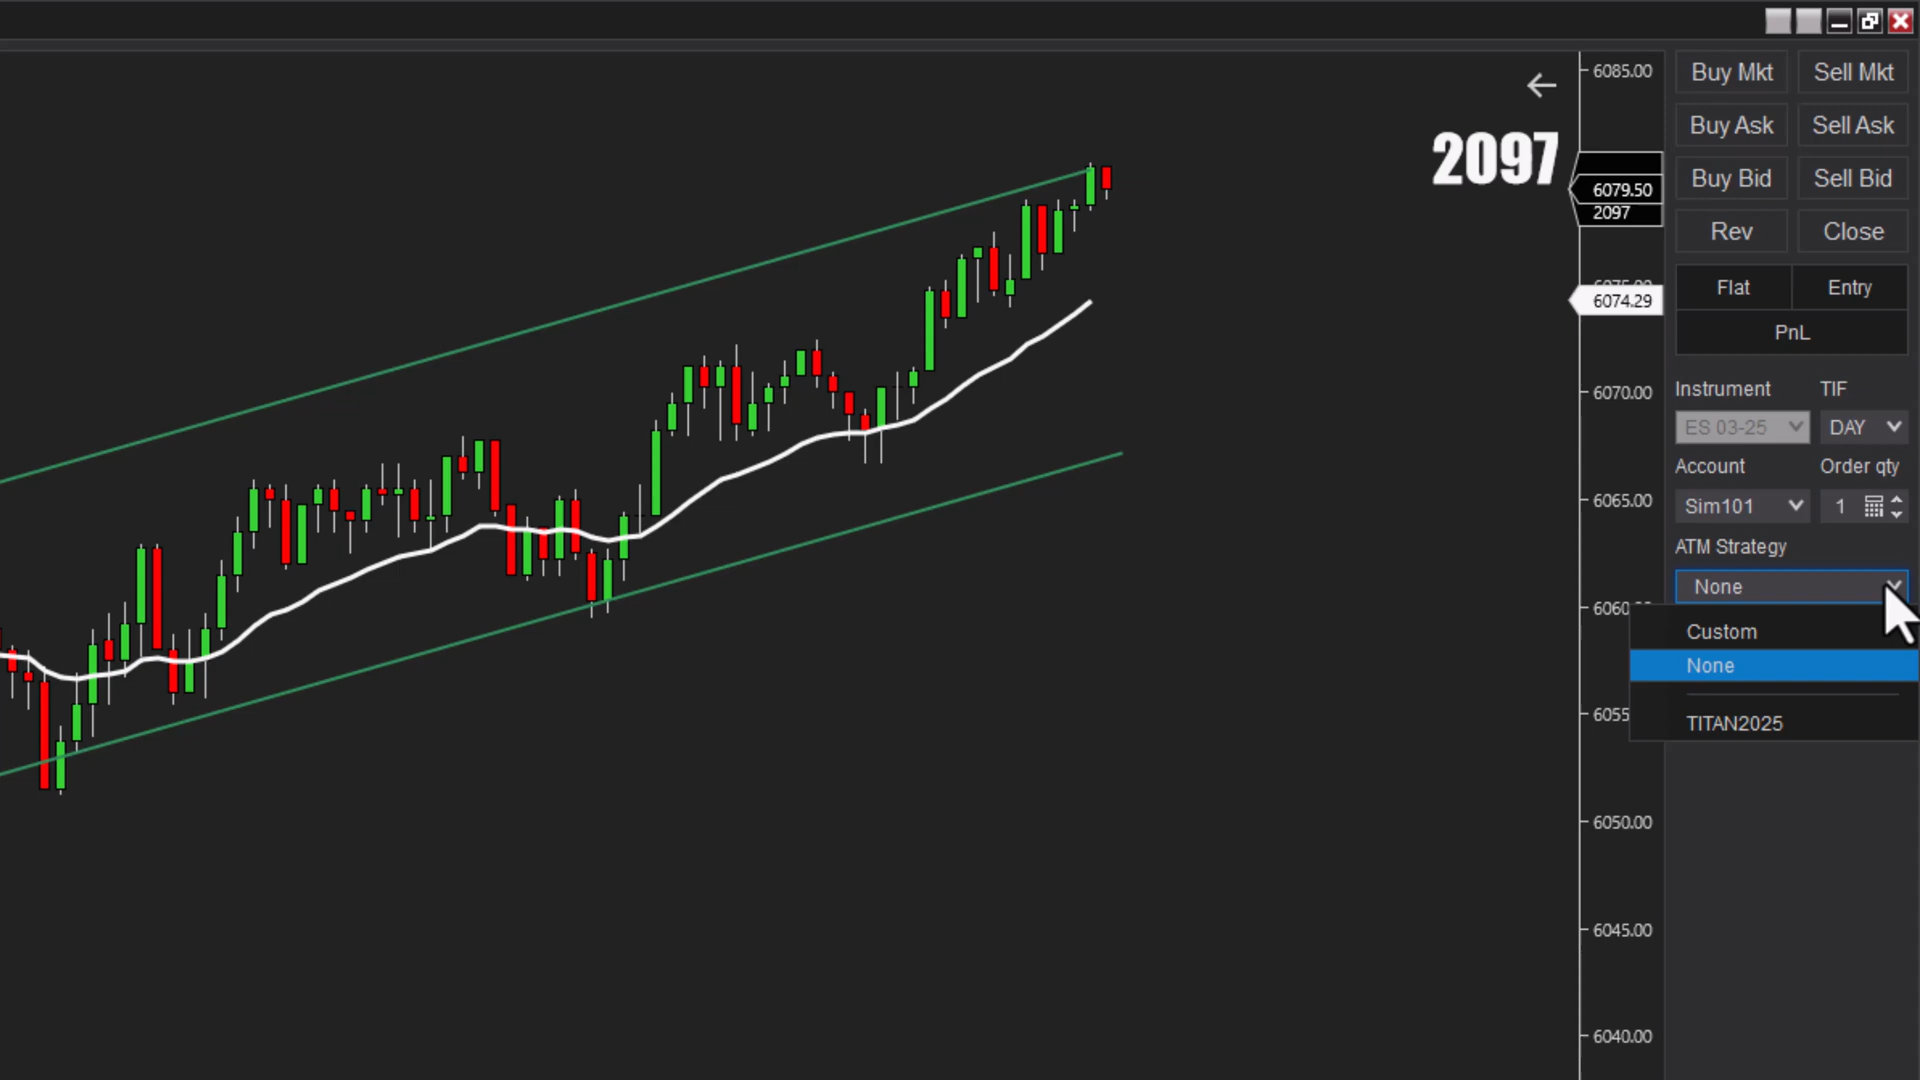 6085.00
2097
6079.50
2097
6074.29
6070.00
6065.00
6055
6050.00
6045.00
6040.00
Buy Mkt Sell Mkt
Buy Ask Sell Ask
Buy Bid Sell Bid
Rev Close
Flat Entry
PnL
Instrument TIF
ES 03-25 DAY
Account Order qty
Sim101 1
ATM Strategy
None
Custom
None
TITAN2025